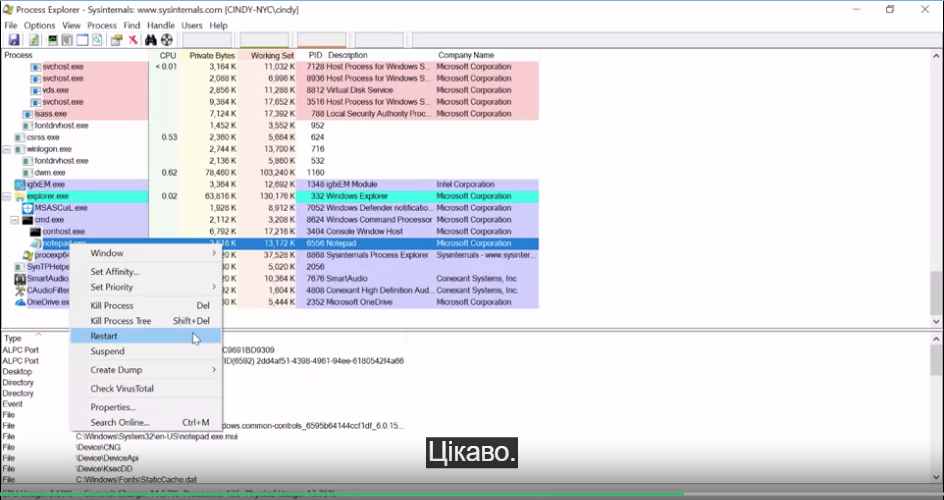 Process Explorer - Sysinternals: www.sysinternals.com [CINDY-NYC\cindy]
File Options View Process Find Handle Users Help
Process CPU Private Bytes Working Set PID Description Company Name
svchost.exe < 0.01 3,164 K 11,032 K 7128 Host Process for Windows S... Microsoft Corporation
svchost.exe 2,088 K 6,996 K 8936 Host Process for Windows S... Microsoft Corporation
vds.exe 2,856 K 11,288 K 8812 Virtual Disk Service Microsoft Corporation
svchost.exe 9,384 K 17,652 K 3516 Host Process for Windows S... Microsoft Corporation
lsass.exe 7,124 K 17,392 K 788 Local Security Authority Proc... Microsoft Corporation
fontdrvhost.exe 1,452 K 3,552 K 952
csrss.exe 0.53 2,360 K 5,664 K 624
winlogon.exe 2,744 K 13,700 K 716
fontdrvhost.exe 2,136 K 5,860 K 532
dwm.exe 0.62 78,460 K 103,240 K 1160
igfxEM.exe 3,364 K 12,692 K 1348 igfxEM Module Intel Corporation
explorer.exe 0.02 63,816 K 130,176 K 332 Windows Explorer Microsoft Corporation
MSASCuiL.exe 1,928 K 8,912 K 7052 Windows Defender notificatio... Microsoft Corporation
cmd.exe 2,112 K 3,208 K 8624 Windows Command Processor Microsoft Corporation
conhost.exe 6,792 K 17,216 K 3404 Console Window Host Microsoft Corporation
notepad.exe 13,172 K 6556 Notepad Microsoft Corporation
procexp64 37,528 K 8868 Sysinternals Process Explorer Sysinternals - www.sysinter...
SynTPHelpe 5,020 K 2056
SmartAudio. 10,364 K 7676 SmartAudio Conexant Systems, Inc
CAudioFilter 1,604 K 4808 Conexant High Definition Aud... Conexant Systems, Inc.
OneDrive.ex 5,444 K 2352 Microsoft OneDrive Microsoft Corporation
Window
Set Affinity...
Set Priority
Kill Process Del
Kill Process Tree Shift+Del
Restart
Suspend
Create Dump
Check VirusTotal
Properties...
Search Online... Ctrl+M
Type
ALPC Port C9691BD9309
ALPC Port ID(6592) 2dd4af51-4398-4961-94ee-6180542f4a66
Desktop
Directory
Directory
Event
File
File windows.common-controls_6595b64144ccf1df_6.0.15...
File C:\Windows\System32\en-US\notepad.exe.mui
File \Device\CNG
File \Device\DeviceApi
File \Device\KsecDD
File C:\Windows\Fonts\StaticCache.dat
Цікаво.